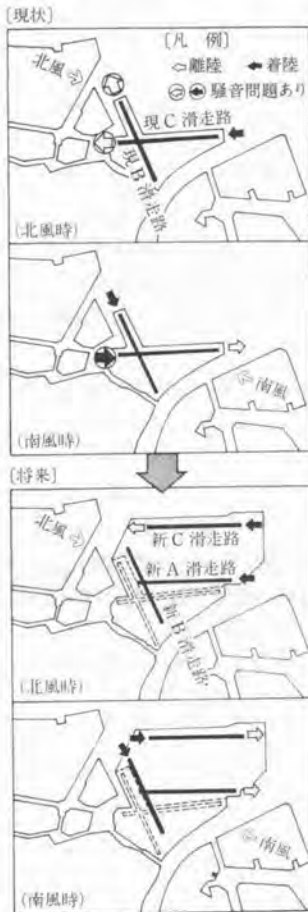 〔現状〕
〔凡 例〕
⇦離陸 ⬅着陸
騒音問題あり
北風
現C滑走路
現B滑走路
(北風時)
南風
(南風時)
〔将来〕
北風
新C滑走路
新A滑走路
新B滑走路
(北風時)
南風
(南風時)